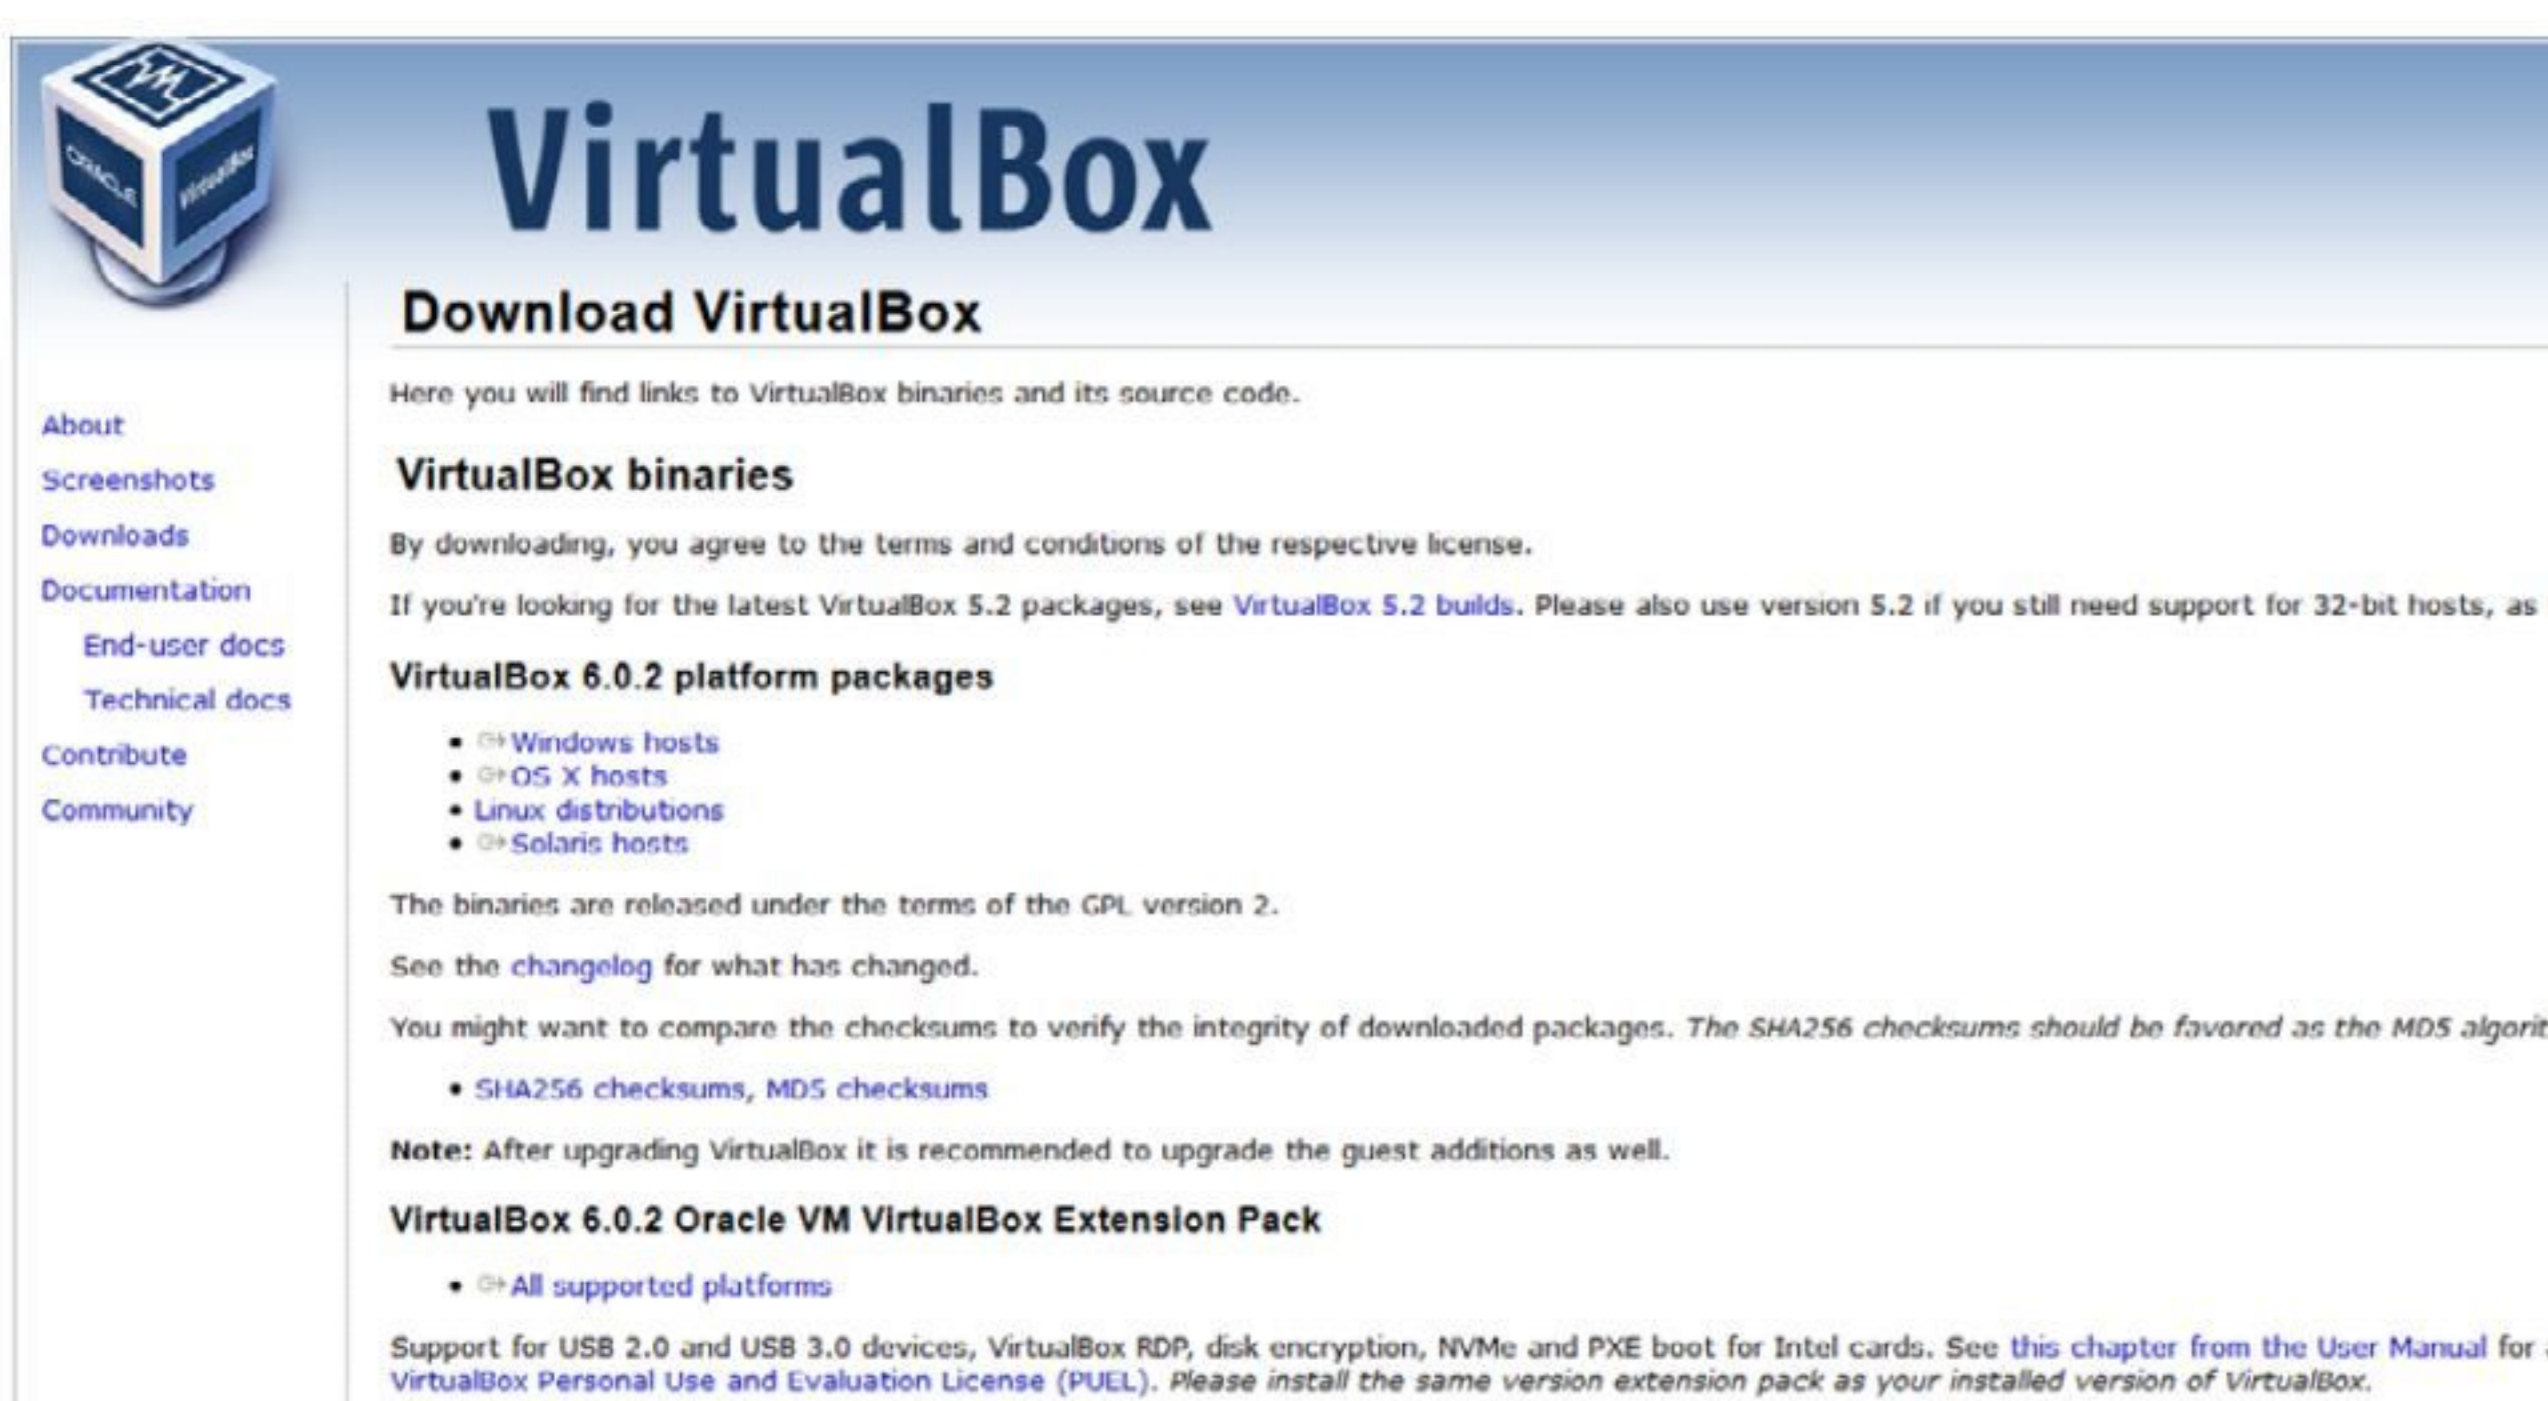 ORACLE
VirtualBox
VirtualBox
Download VirtualBox
Here you will find links to VirtualBox binaries and its source code.
About
Screenshots
Downloads
Documentation
End-user docs
Technical docs
Contribute
Community
VirtualBox binaries
By downloading, you agree to the terms and conditions of the respective license.
If you're looking for the latest VirtualBox 5.2 packages, see VirtualBox 5.2 builds. Please also use version 5.2 if you still need support for 32-bit hosts, as
VirtualBox 6.0.2 platform packages
Windows hosts
OS X hosts
Linux distributions
Solaris hosts
The binaries are released under the terms of the GPL version 2.
See the changelog for what has changed.
You might want to compare the checksums to verify the integrity of downloaded packages. The SHA256 checksums should be favored as the MD5 algorit
SHA256 checksums, MD5 checksums
Note: After upgrading VirtualBox it is recommended to upgrade the guest additions as well.
VirtualBox 6.0.2 Oracle VM VirtualBox Extension Pack
All supported platforms
Support for USB 2.0 and USB 3.0 devices, VirtualBox RDP, disk encryption, NVMe and PXE boot for Intel cards. See this chapter from the User Manual for
VirtualBox Personal Use and Evaluation License (PUEL). Please install the same version extension pack as your installed version of VirtualBox.